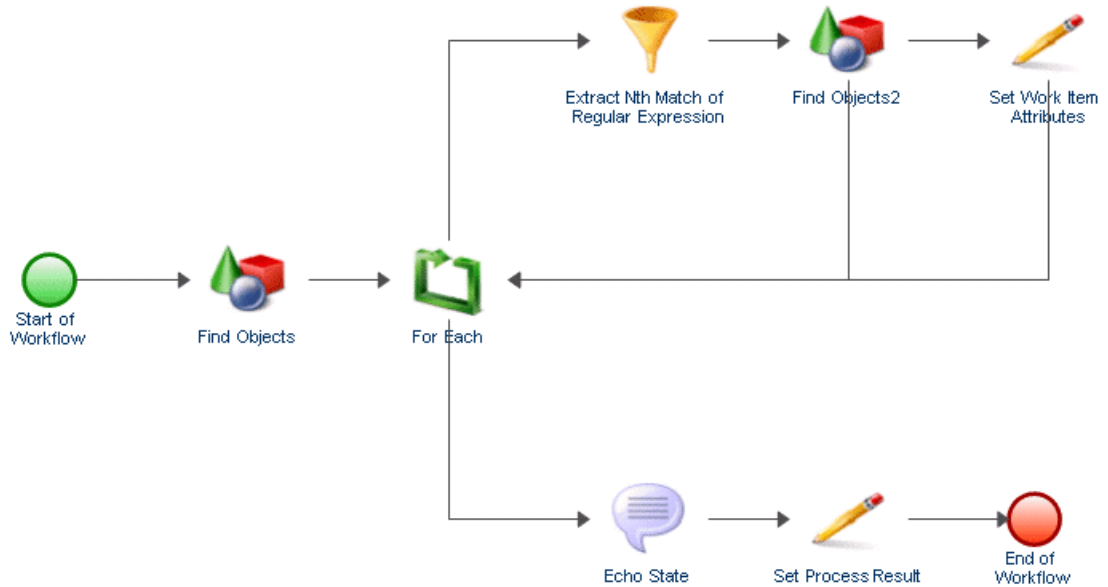 Extract Nth Match of
Regular Expression
Find Objects2
Set Work Item
Attributes
Start of
Workflow
Find Objects
For Each
Echo State
Set Process Result
End of
Workflow